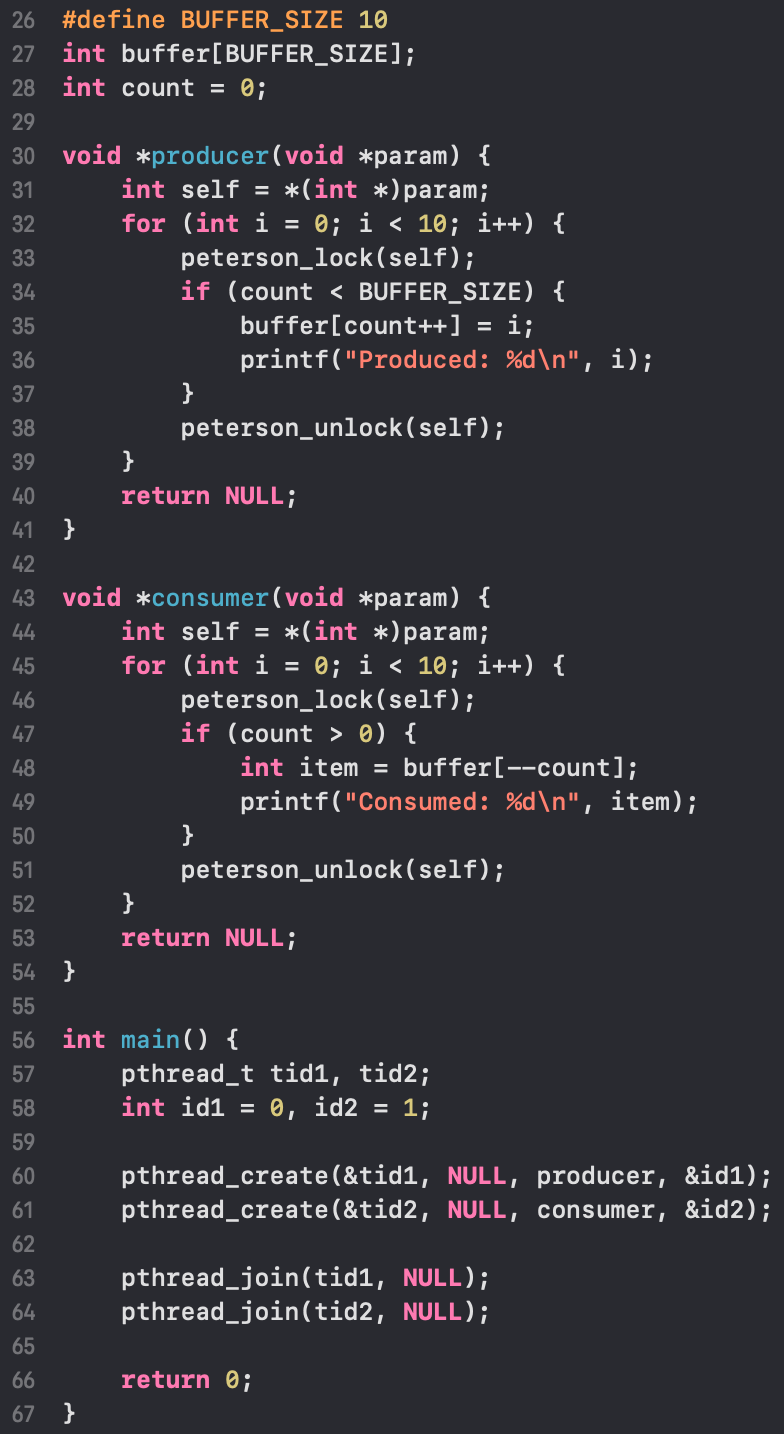 26 #define BUFFER_SIZE 10
27 int buffer[BUFFER_SIZE];
28 int count = 0;
29
30 void *producer(void *param) {
31     int self = *(int *)param;
32     for (int i = 0; i < 10; i++) {
33         peterson_lock(self);
34         if (count < BUFFER_SIZE) {
35             buffer[count++] = i;
36             printf("Produced: %d\n", i);
37         }
38         peterson_unlock(self);
39     }
40     return NULL;
41 }
42
43 void *consumer(void *param) {
44     int self = *(int *)param;
45     for (int i = 0; i < 10; i++) {
46         peterson_lock(self);
47         if (count > 0) {
48             int item = buffer[--count];
49             printf("Consumed: %d\n", item);
50         }
51         peterson_unlock(self);
52     }
53     return NULL;
54 }
55
56 int main() {
57     pthread_t tid1, tid2;
58     int id1 = 0, id2 = 1;
59
60     pthread_create(&tid1, NULL, producer, &id1);
61     pthread_create(&tid2, NULL, consumer, &id2);
62
63     pthread_join(tid1, NULL);
64     pthread_join(tid2, NULL);
65
66     return 0;
67 }